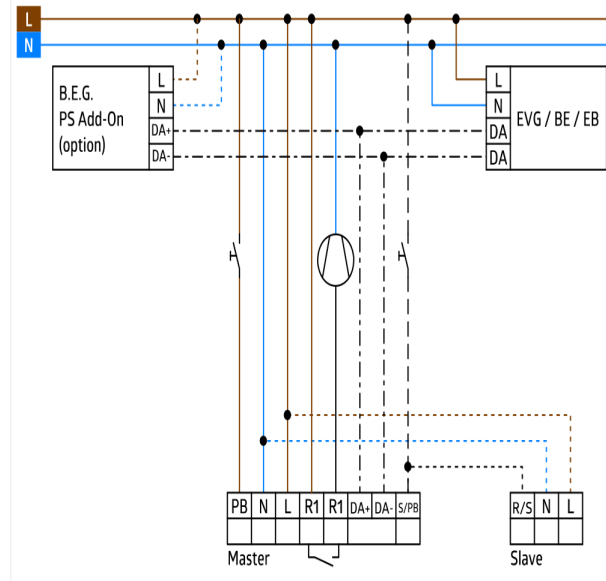 L
N
B.E.G.
PS Add-On
(option)
L
N
DA+
DA-
L
N
DA
DA
EVG / BE / EB
PB N L R1 R1 DA+ DA- S/PB
Master
R/S N L
Slave